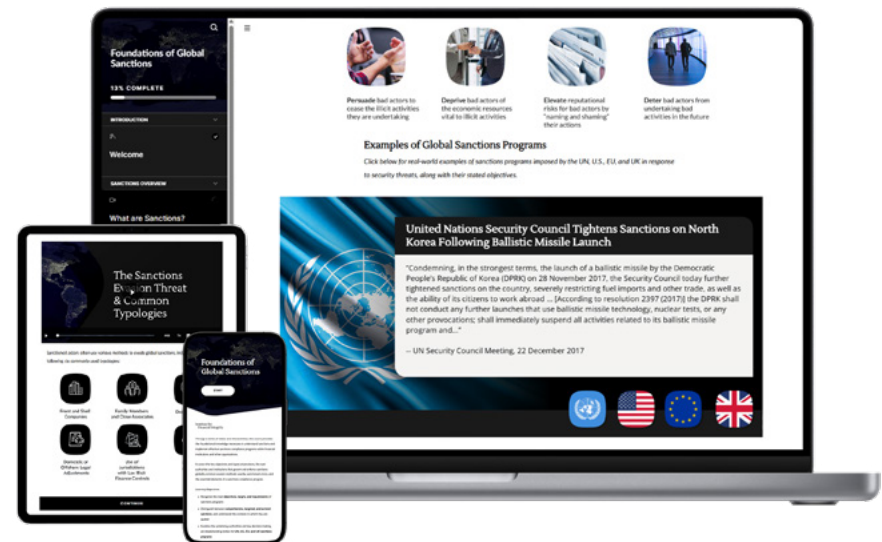 Foundations of Global
Sanctions
13% COMPLETE
INTRODUCTION
Welcome
SANCTIONS OVERVIEW
What are Sanctions?
Persuade bad actors to
cease the illicit activities
they are undertaking
Deprive bad actors of
the economic resources
vital to illicit activities
Elevate reputational
risks for bad actors by
"naming and shaming"
their actions
Deter bad actors from
undertaking bad
activities in the future
Examples of Global Sanctions Programs
Click below for real-world examples of sanctions programs imposed by the UN, U.S., EU, and UK in response
to security threats, along with their stated objectives.
United Nations Security Council Tightens Sanctions on North
Korea Following Ballistic Missile Launch
"Condemning, in the strongest terms, the launch of a ballistic missile by the Democratic
People's Republic of Korea (DPRK) on 28 November 2017, the Security Council today further
tightened sanctions on the country, severely restricting fuel imports and other trade, as well as
the ability of its citizens to work abroad ... [According to resolution 2397 (2017)] the DPRK shall
not conduct any further launches that use ballistic missile technology, nuclear tests, or any
other provocations; shall immediately suspend all activities related to its ballistic missile
program and..."
-- UN Security Council Meeting, 22 December 2017
The Sanctions
Evasion Threat
& Common
Typologies
Front and Shell
Companies
Family Members
and Close Associates
CONTINUE
Foundations of
Global Sanctions
START